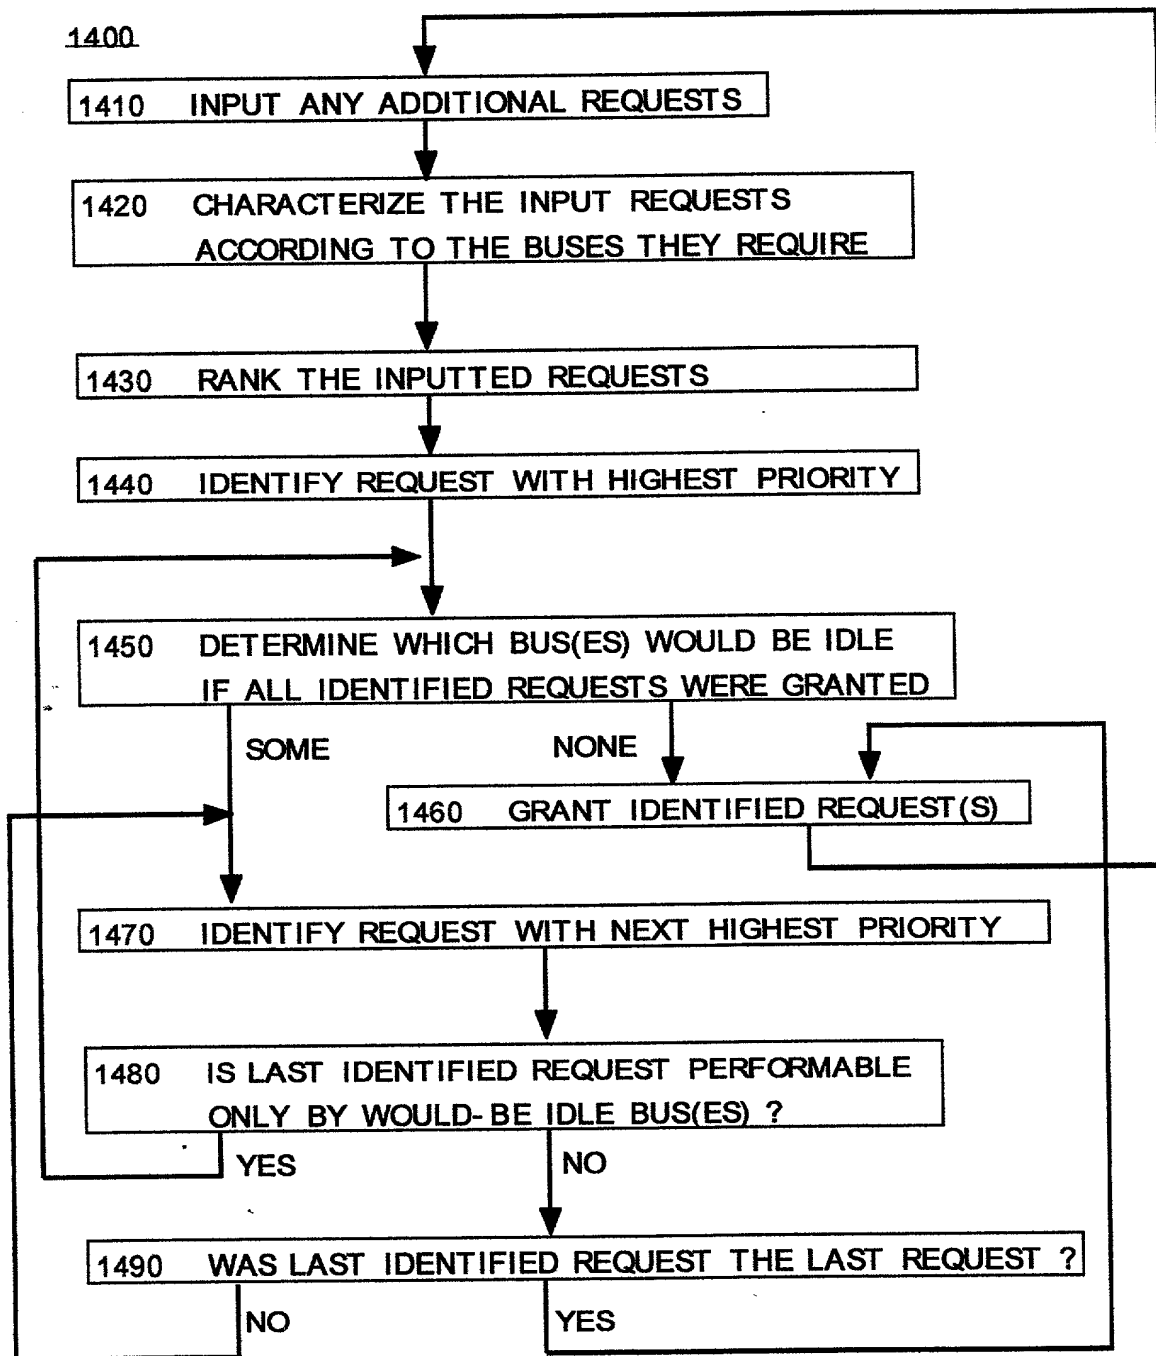 1400
1410 INPUT ANY ADDITIONAL REQUESTS
1420 CHARACTERIZE THE INPUT REQUESTS
ACCORDING TO THE BUSES THEY REQUIRE
1430 RANK THE INPUTTED REQUESTS
1440 IDENTIFY REQUEST WITH HIGHEST PRIORITY
1450 DETERMINE WHICH BUS(ES) WOULD BE IDLE
IF ALL IDENTIFIED REQUESTS WERE GRANTED
SOME NONE
1460 GRANT IDENTIFIED REQUEST(S)
1470 IDENTIFY REQUEST WITH NEXT HIGHEST PRIORITY
1480 IS LAST IDENTIFIED REQUEST PERFORMABLE
ONLY BY WOULD-BE IDLE BUS(ES) ?
YES NO
1490 WAS LAST IDENTIFIED REQUEST THE LAST REQUEST ?
NO YES